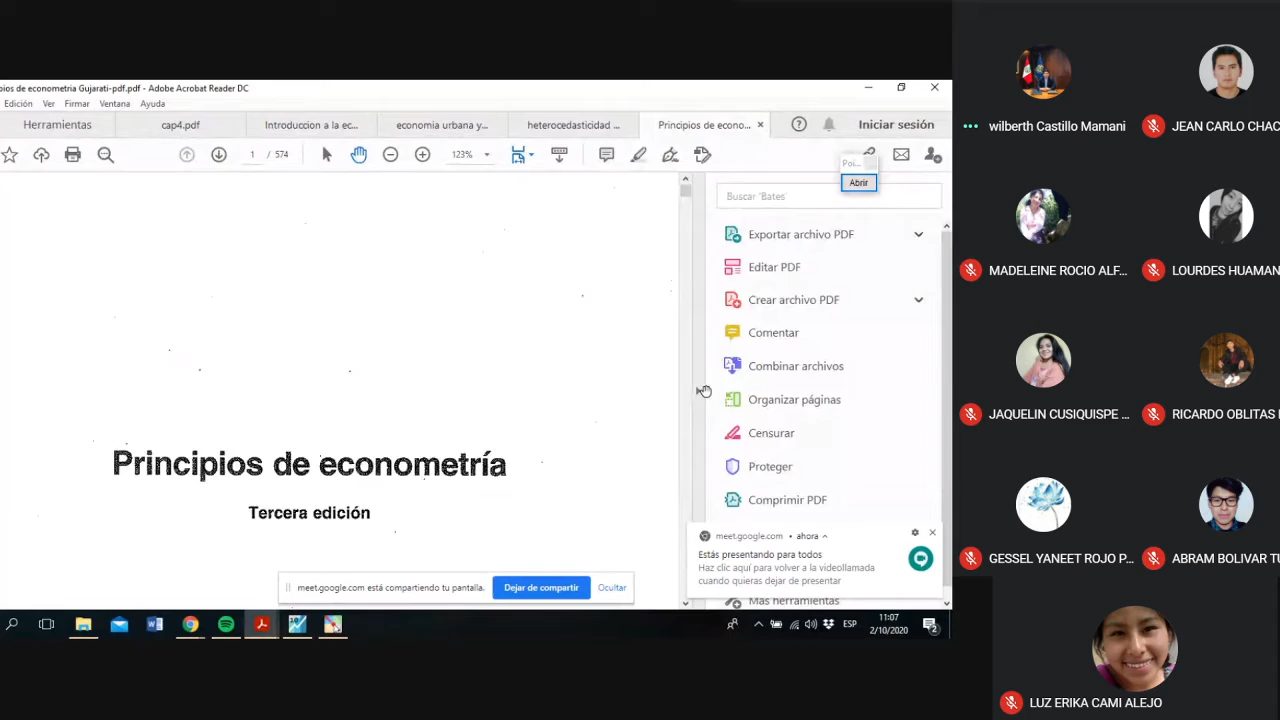 pios de econometria Gujarati-pdf.pdf - Adobe Acrobat Reader DC
Edición Ver Firmar Ventana Ayuda
Herramientas cap4.pdf Introduccion a la ec... economia urbana y... heterocedasticidad ... Principios de econo... Iniciar sesión
1 / 574 123%
Poi...
Abrir
Buscar 'Bates'
Exportar archivo PDF
Editar PDF
Crear archivo PDF
Comentar
Combinar archivos
Organizar páginas
Censurar
Proteger
Comprimir PDF
Más herramientas
Principios de econometría
Tercera edición
meet.google.com • ahora
Estás presentando para todos
Haz clic aquí para volver a la videollamada
cuando quieras dejar de presentar
meet.google.com está compartiendo tu pantalla. Dejar de compartir Ocultar
ESP
11:07
2/10/2020
2
wilberth Castillo Mamani
JEAN CARLO CHAC
MADELEINE ROCIO ALF...
LOURDES HUAMAN
JAQUELIN CUSIQUISPE ...
RICARDO OBLITAS
GESSEL YANEET ROJO P...
ABRAM BOLIVAR TU
LUZ ERIKA CAMI ALEJO